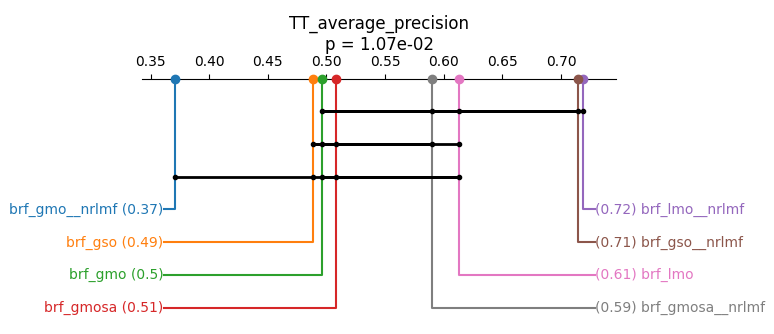 TT_average_precision
p = 1.07e-02
0.35 0.40 0.45 0.50 0.55 0.60 0.65 0.70
brf_gmo__nrlmf (0.37) (0.72) brf_lmo__nrlmf
brf_gso (0.49) (0.71) brf_gso__nrlmf
brf_gmo (0.5) (0.61) brf_lmo
brf_gmosa (0.51) (0.59) brf_gmosa__nrlmf